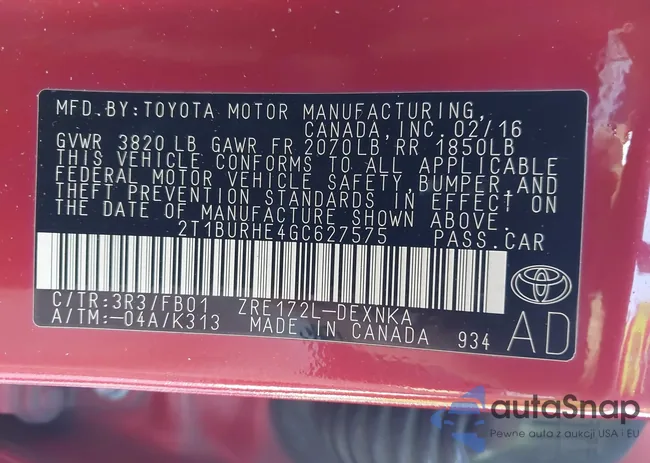 MFD.BY:TOYOTA MOTOR MANUFACTURING,
CANADA, INC. 02/16
GVWR 3820LB GAWR FR 2070LB RR 1850LB
THIS VEHICLE CONFORMS TO ALL APPLICABLE
FEDERAL MOTOR VEHICLE SAFETY,BUMPER,AND
THEFT PREVENTION STANDARDS IN EFFECT ON
THE DATE OF MANUFACTURE SHOWN ABOVE.
2T1BURHE4GC627575 PASS.CAR
C/TR:3R3/FB01 ZRE172L-DEXNKA
A/TM:-04A/K313 MADE IN CANADA 934
AD
autaSnap
Pewne auta z aukcji USA i EU